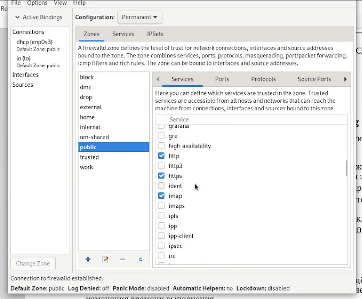 File Options View Help
Active Bindings
Configuration: Permanent
Connections
dhcp (enp0s3)
Default Zone: public
lo (lo)
Default Zone: public
Interfaces
Sources
Change Zone
Zones Services IPSets
A firewalld zone defines the level of trust for network connections, interfaces and source addresses
bound to the zone. The zone combines services, ports, protocols, masquerading, port/packet forwarding,
icmp filters and rich rules. The zone can be bound to interfaces and source addresses.
block
dmz
drop
external
home
internal
nm-shared
public
trusted
work
Services Ports Protocols Source Ports
Here you can define which services are trusted in the zone. Trusted
services are accessible from all hosts and networks that can reach the
machine from connections, interfaces and sources bound to this zone.
Service
grafana
gre
high-availability
http
http3
https
ident
imap
imaps
ipfs
ipp
ipp-client
ipsec
irc
Connection to firewalld established.
Default Zone: public Log Denied: off Panic Mode: disabled Automatic Helpers: no Lockdown: disabled